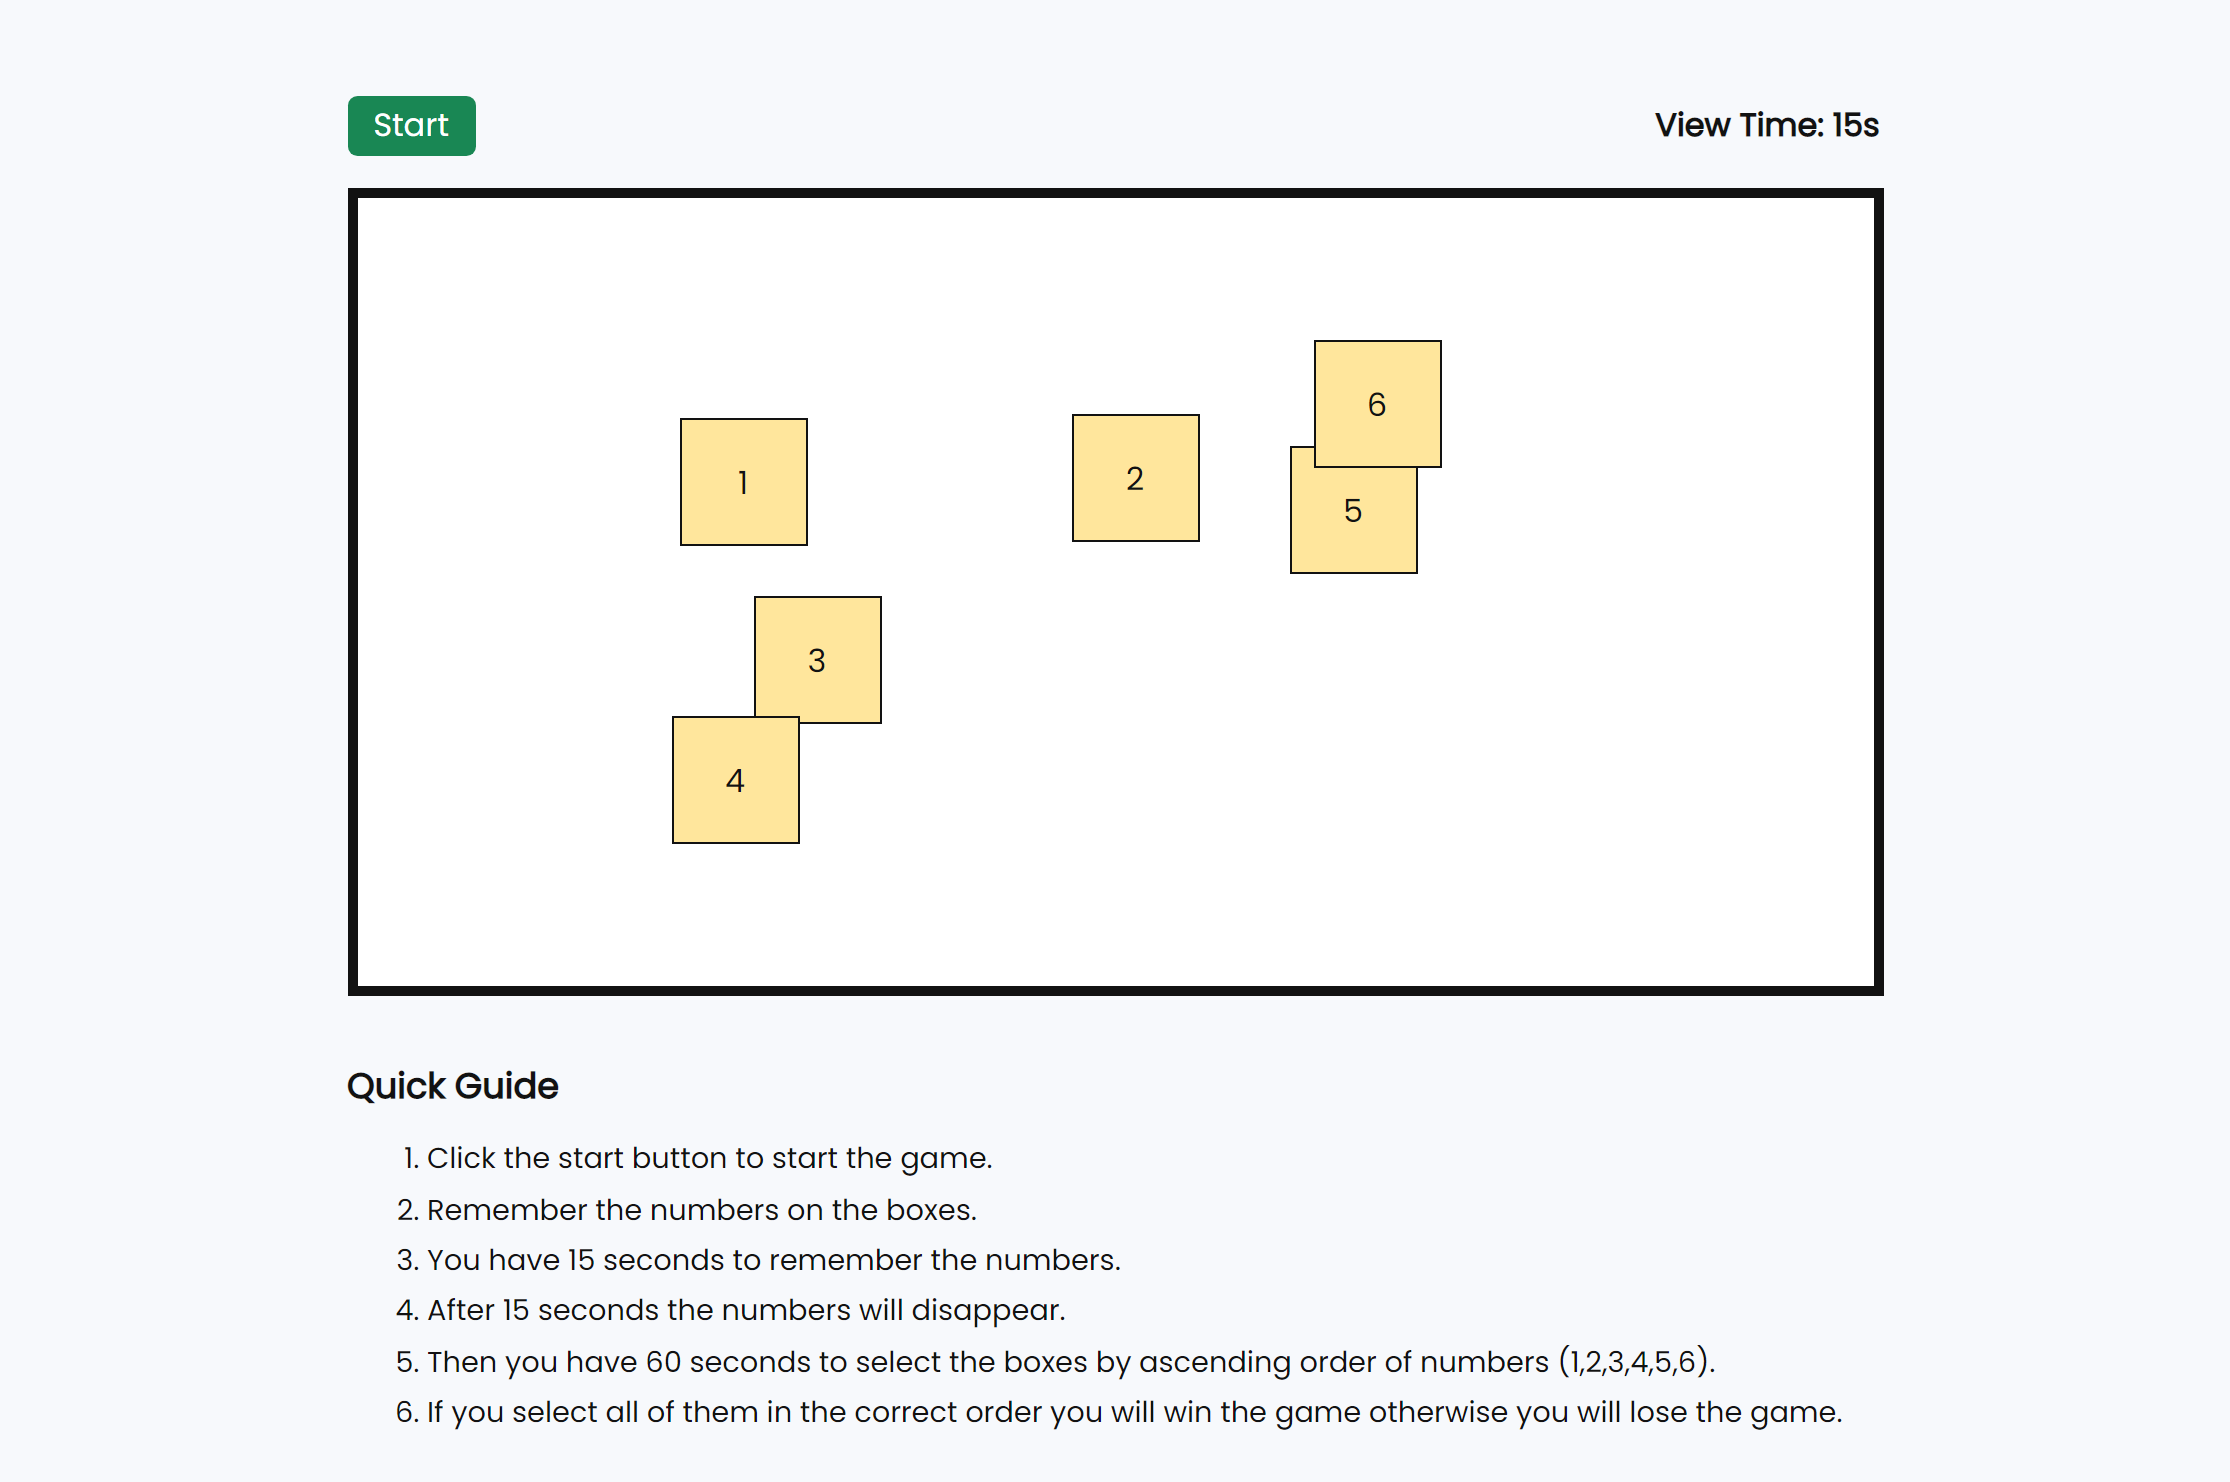 Start
View Time: 15s
6
1
2
5
3
4
Quick Guide
1. Click the start button to start the game.
2. Remember the numbers on the boxes.
3. You have 15 seconds to remember the numbers.
4. After 15 seconds the numbers will disappear.
5. Then you have 60 seconds to select the boxes by ascending order of numbers (1,2,3,4,5,6).
6. If you select all of them in the correct order you will win the game otherwise you will lose the game.